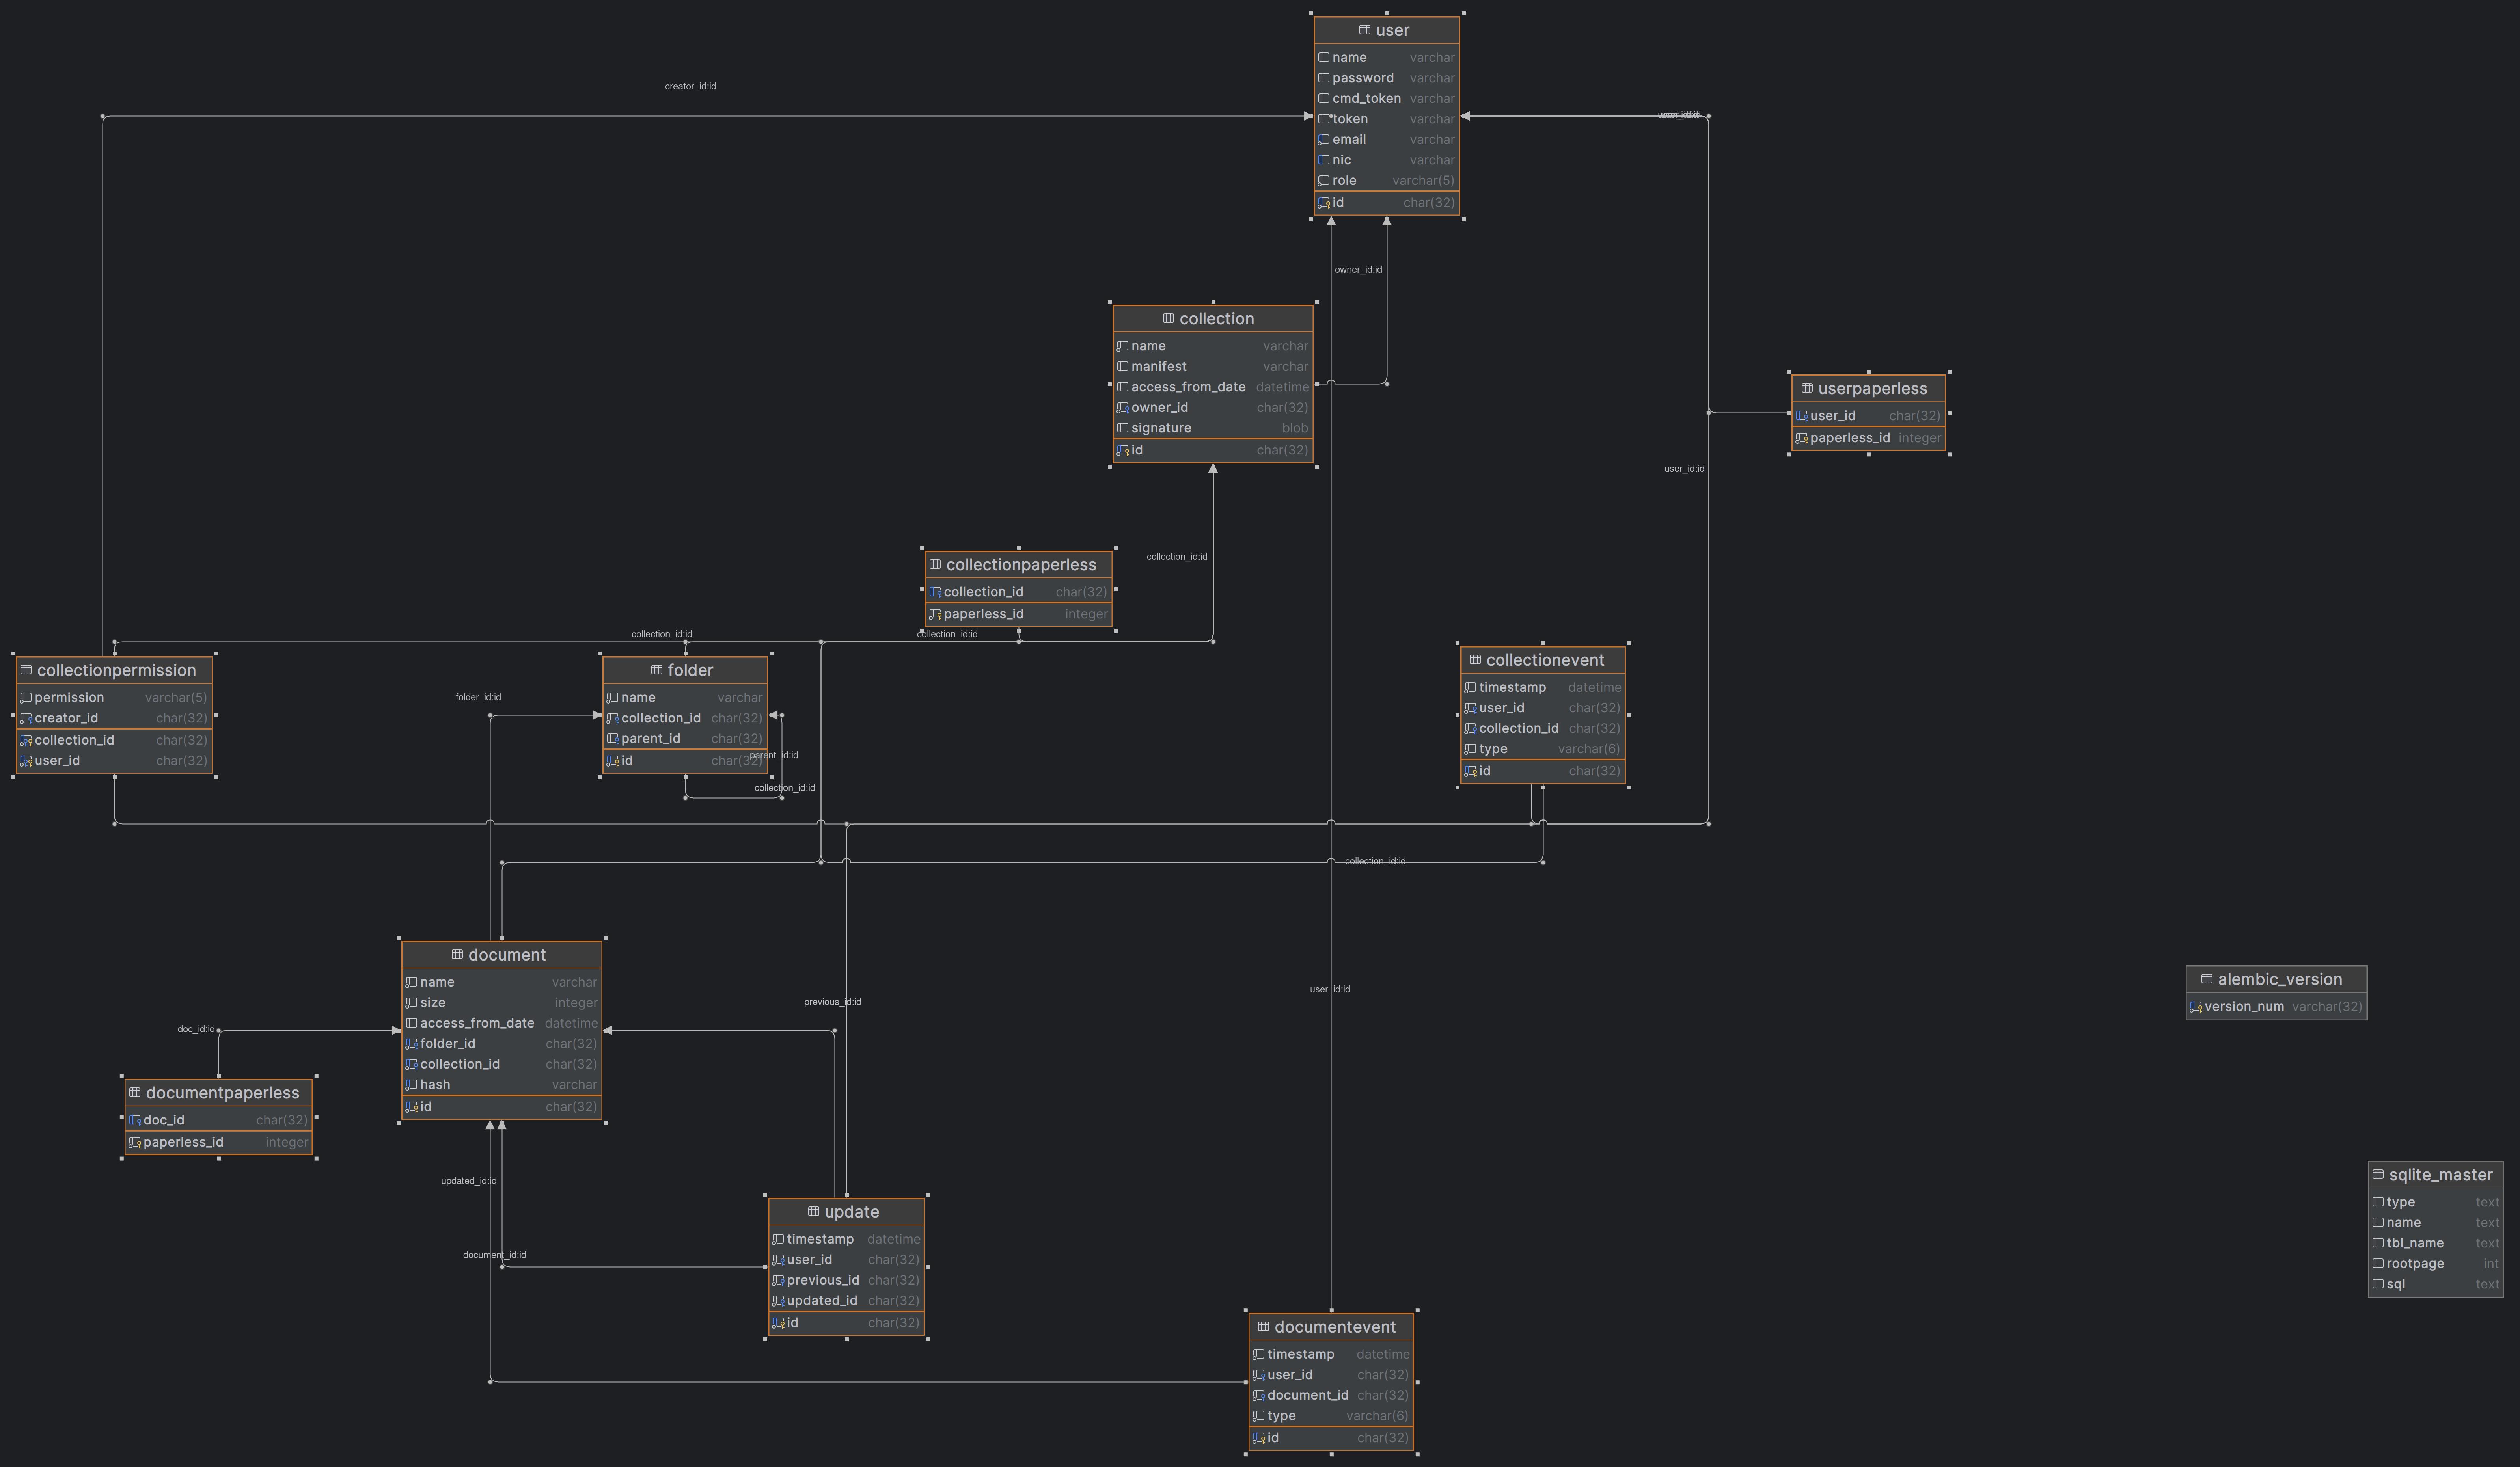 user
name varchar
password varchar
cmd_token varchar
token varchar
email varchar
nic varchar
role varchar(5)
id char(32)
creator_id:id
owner_id:id
collection
name varchar
manifest varchar
access_from_date datetime
owner_id char(32)
signature blob
id char(32)
userpaperless
user_id char(32)
paperless_id integer
user_id:id
collectionpaperless
collection_id char(32)
paperless_id integer
collection_id:id
collection_id:id
collection_id:id
collectionpermission
permission varchar(5)
creator_id char(32)
collection_id char(32)
user_id char(32)
folder_id:id
folder
name varchar
collection_id char(32)
parent_id char(32)
id char(32)
parent_id:id
collection_id:id
collectionevent
timestamp datetime
user_id char(32)
collection_id char(32)
type varchar(6)
id char(32)
collection_id:id
document
name varchar
size integer
access_from_date datetime
folder_id char(32)
collection_id char(32)
hash varchar
id char(32)
previous_id:id
user_id:id
alembic_version
version_num varchar(32)
doc_id:id
documentpaperless
doc_id char(32)
paperless_id integer
updated_id:id
document_id:id
update
timestamp datetime
user_id char(32)
previous_id char(32)
updated_id char(32)
id char(32)
sqlite_master
type text
name text
tbl_name text
rootpage int
sql text
documentevent
timestamp datetime
user_id char(32)
document_id char(32)
type varchar(6)
id char(32)